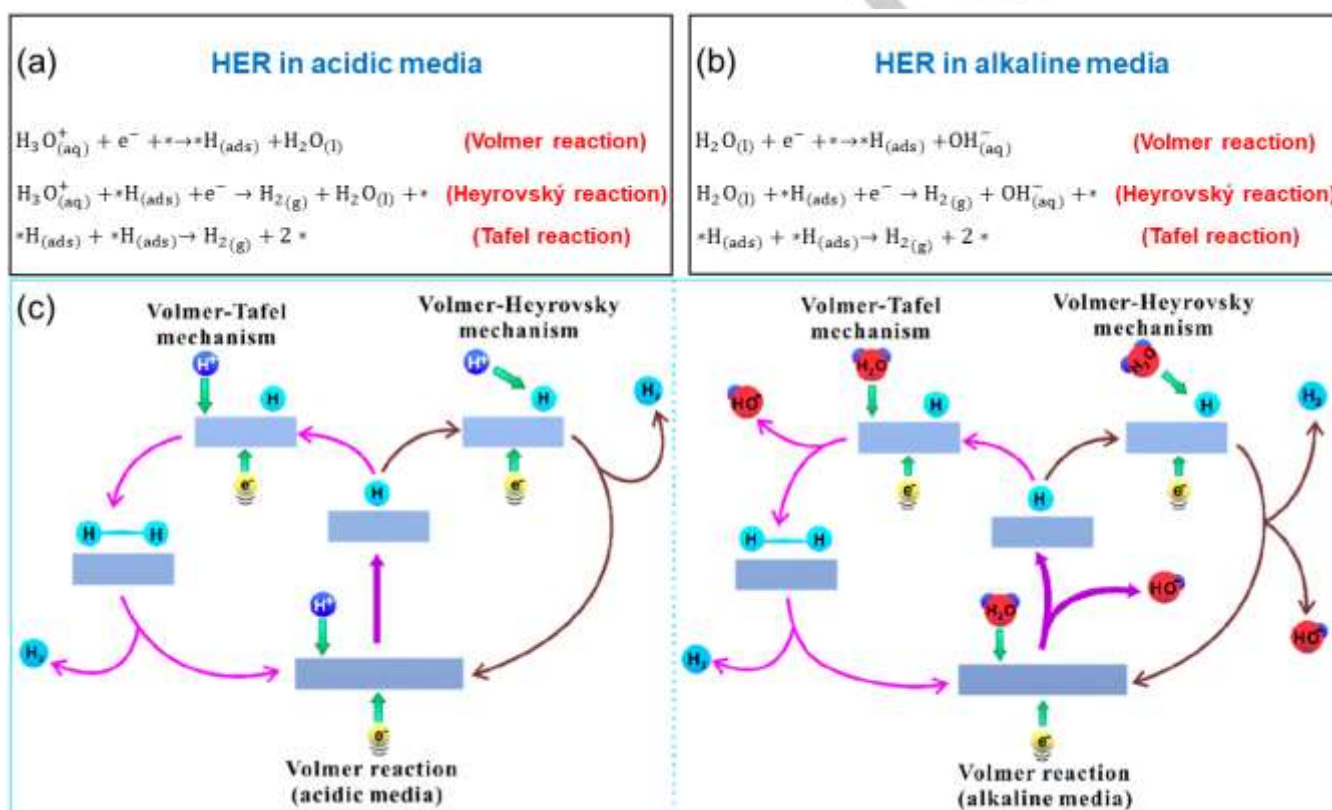 (a) HER in acidic media
H₃O⁺(aq) + e⁻ + * → *H(ads) + H₂O(l) (Volmer reaction)
H₃O⁺(aq) + *H(ads) + e⁻ → H₂(g) + H₂O(l) + * (Heyrovský reaction)
*H(ads) + *H(ads) → H₂(g) + 2 * (Tafel reaction)
(b) HER in alkaline media
H₂O(l) + e⁻ + * → *H(ads) + OH⁻(aq) (Volmer reaction)
H₂O(l) + *H(ads) + e⁻ → H₂(g) + OH⁻(aq) + * (Heyrovský reaction)
*H(ads) + *H(ads) → H₂(g) + 2 * (Tafel reaction)
(c)
Volmer-Tafel
mechanism
Volmer-Heyrovsky
mechanism
H⁺
H⁺
H
H
H₂
e⁻
e⁻
H
H H
H⁺
H₂
e⁻
Volmer reaction
(acidic media)
Volmer-Tafel
mechanism
Volmer-Heyrovsky
mechanism
H₂O
H₂O
HO⁻
H
H
H₂
e⁻
e⁻
H
H H
H₂O
HO⁻
HO⁻
H₂
e⁻
Volmer reaction
(alkaline media)